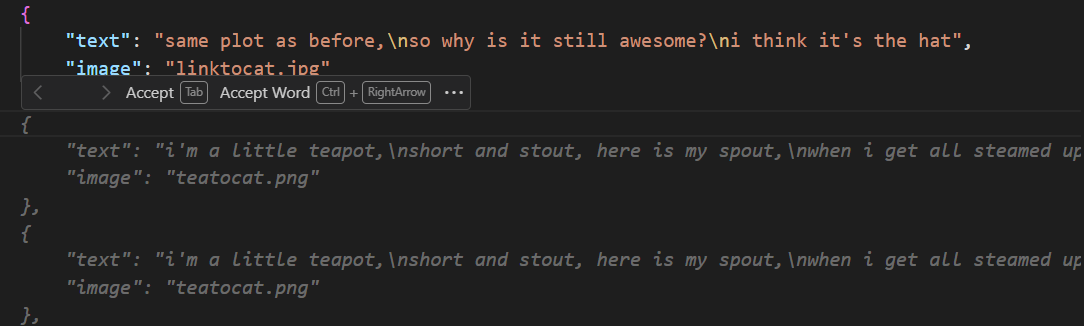 {
"text": "same plot as before,\nso why is it still awesome?\ni think it's the hat",
"image": "linktocat.jpg"
Accept Tab Accept Word Ctrl + RightArrow ...
{
"text": "i'm a little teapot,\nshort and stout, here is my spout,\nwhen i get all steamed up
"image": "teatocat.png"
},
{
"text": "i'm a little teapot,\nshort and stout, here is my spout,\nwhen i get all steamed up
"image": "teatocat.png"
},